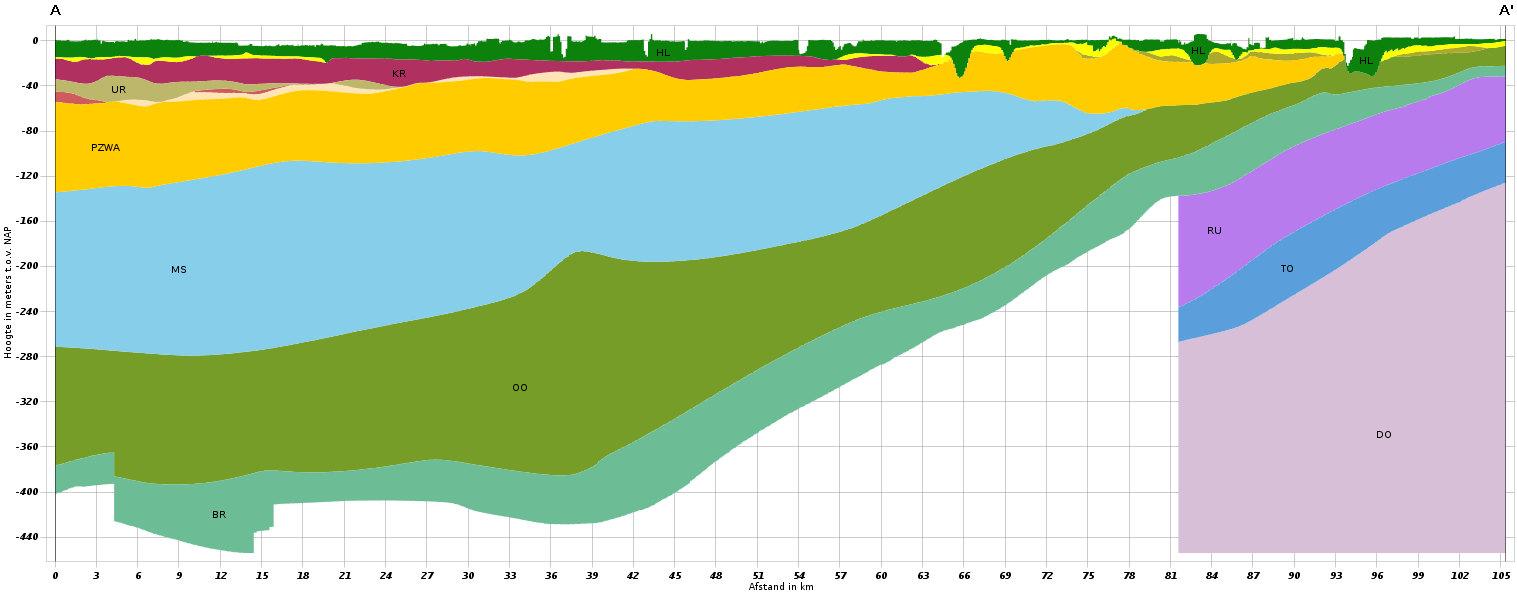 A A'
Hoogte in meters t.o.v. NAP
0
-40
-80
-120
-160
-200
-240
-280
-320
-360
-400
-440
HL HL HL
KR
UR
PZWA
MS
RU
TO
OO
DO
BR
0 3 6 9 12 15 18 21 24 27 30 33 36 39 42 45 48 51 54 57 60 63 66 69 72 75 78 81 84 87 90 93 96 99 102 105
Afstand in km